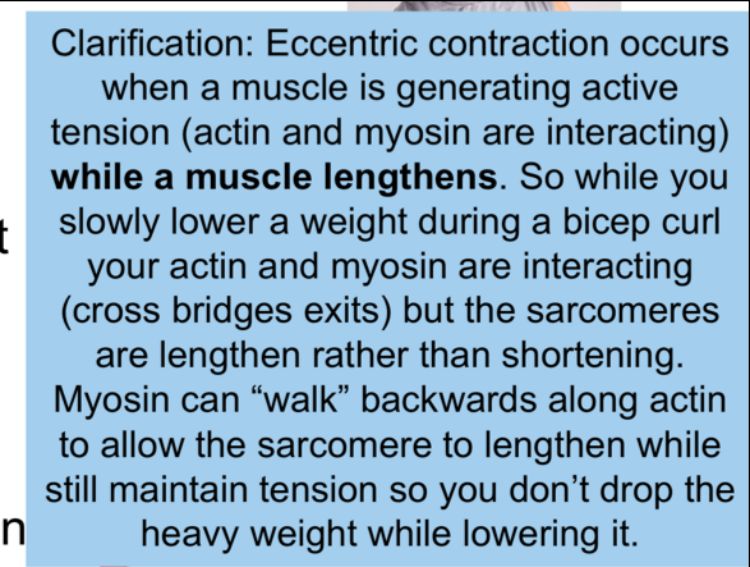 Clarification: Eccentric contraction occurs
when a muscle is generating active
tension (actin and myosin are interacting)
while a muscle lengthens. So while you
slowly lower a weight during a bicep curl
t
your actin and myosin are interacting
(cross bridges exits) but the sarcomeres
are lengthen rather than shortening.
Myosin can “walk” backwards along actin
to allow the sarcomere to lengthen while
still maintain tension so you don’t drop the
n
heavy weight while lowering it.